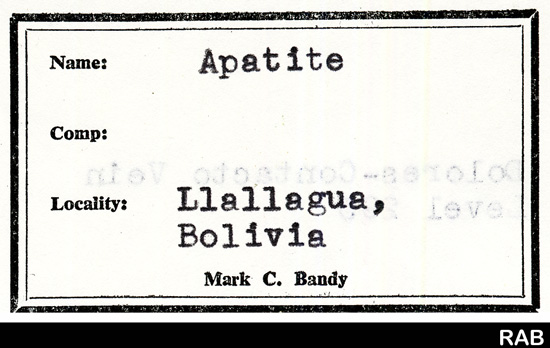 Name: Apatite
Comp:
Dolores-Contacto Vein
Locality: Llallagua,
Level
Bolivia
Mark C. Bandy
RAB